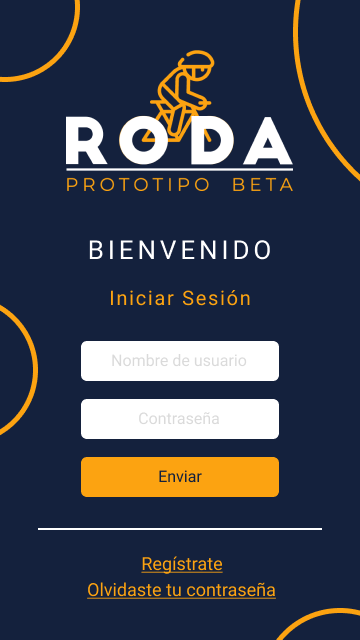 RODA
PROTOTIPO BETA
BIENVENIDO
Iniciar Sesión
Nombre de usuario
Contraseña
Enviar
Regístrate
Olvidaste tu contraseña